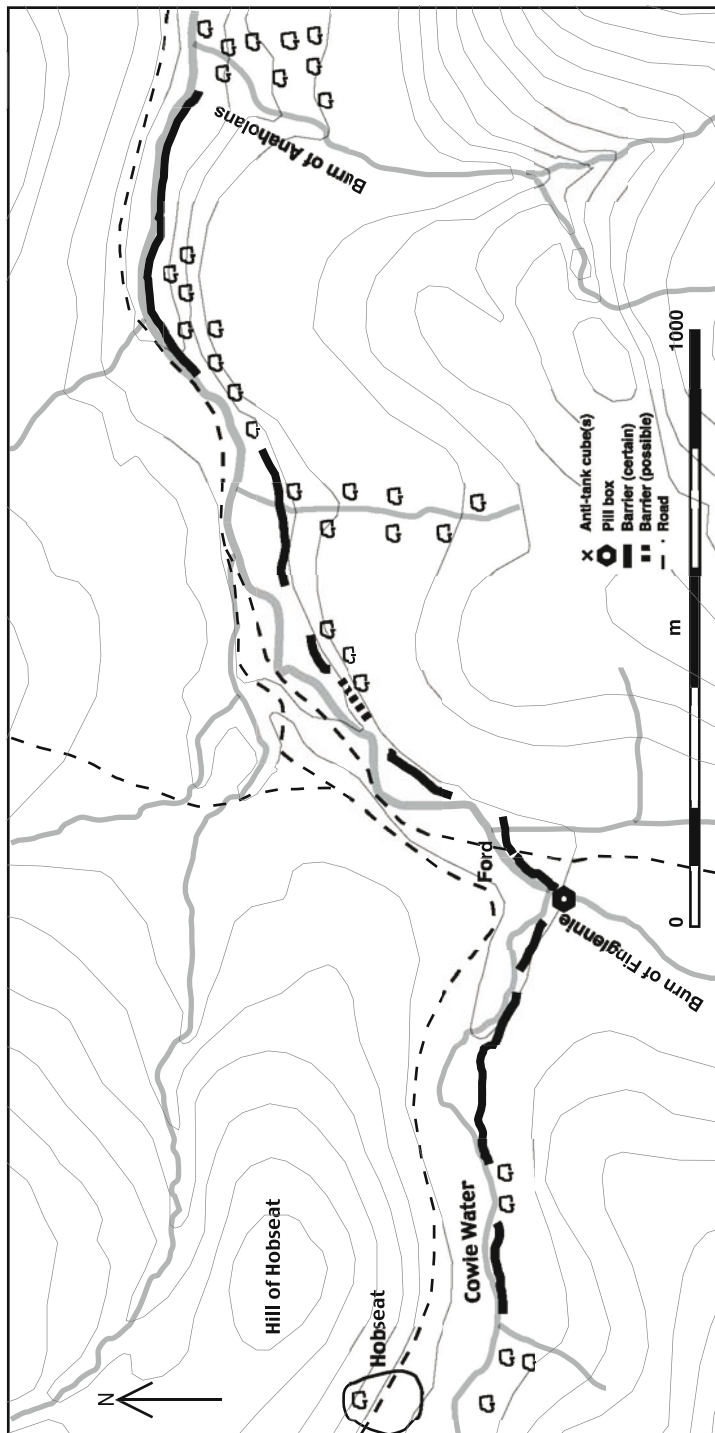 N
Hill of Hobseat
Hobseat
Cowie Water
Ford
Burn of Finglennie
Burn of Anaholans
× Anti-tank cube(s)
Pill box
Barrier (certain)
Barrier (possible)
Road
0 m 1000